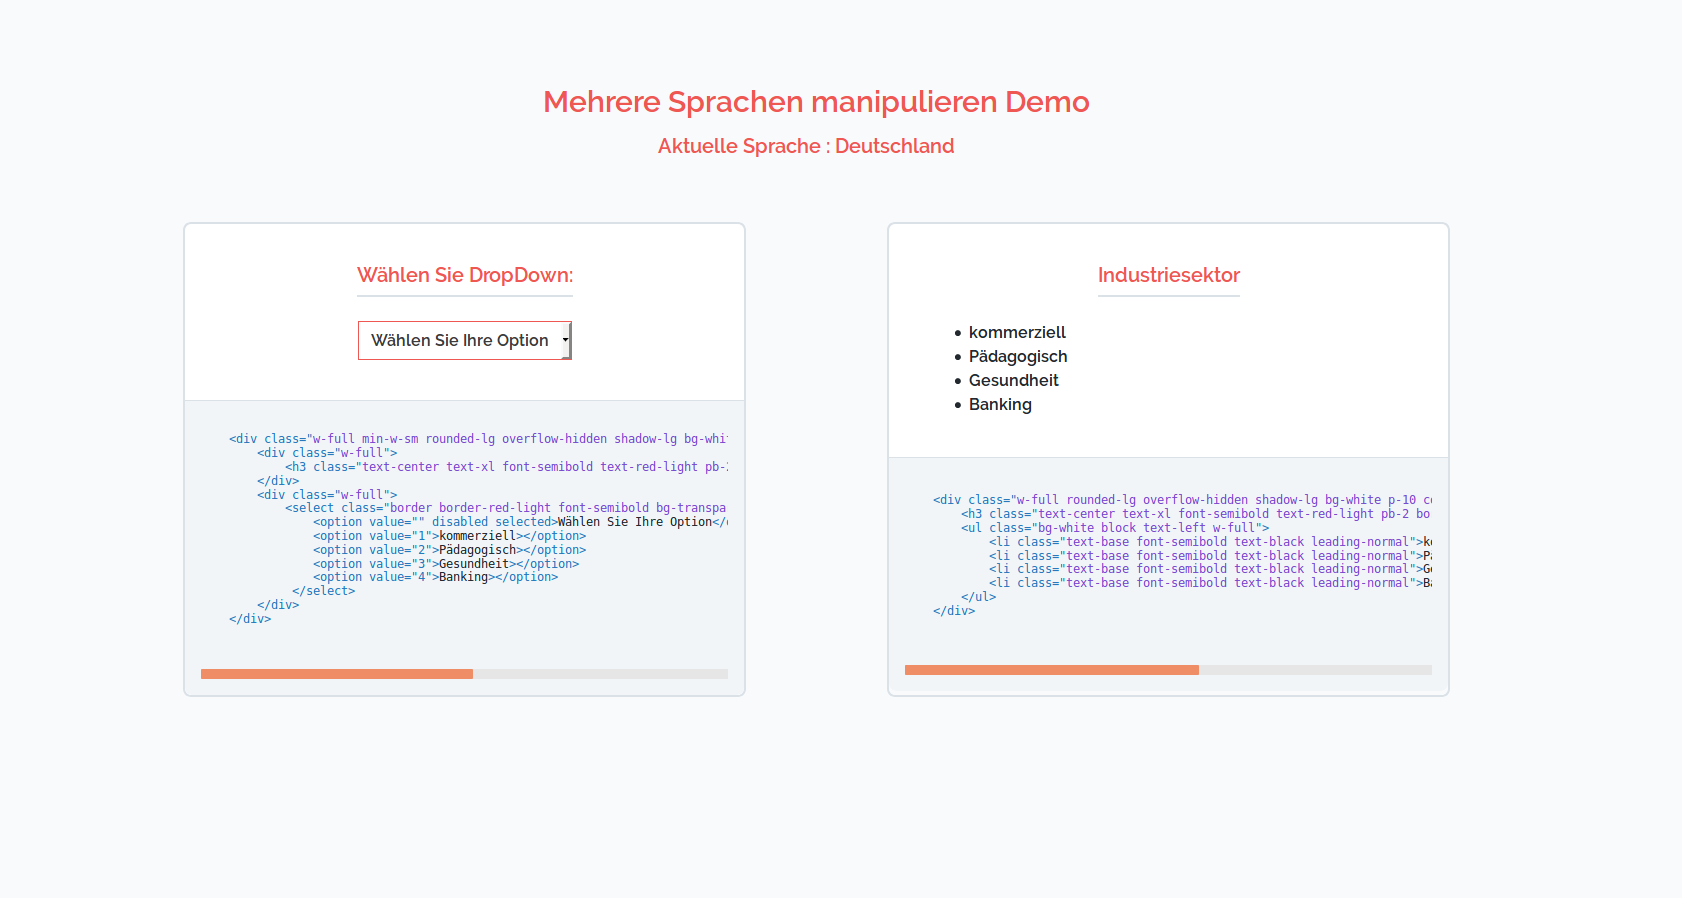 Mehrere Sprachen manipulieren Demo
Aktuelle Sprache : Deutschland
Wählen Sie DropDown:
Wählen Sie Ihre Option
<div class="w-full min-w-sm rounded-lg overflow-hidden shadow-lg bg-whi
<div class="w-full">
<h3 class="text-center text-xl font-semibold text-red-light pb-
</div>
<div class="w-full">
<select class="border border-red-light font-semibold bg-transpa
<option value="" disabled selected>Wählen Sie Ihre Option</
<option value="1">kommerziell></option>
<option value="2">Pädagogisch></option>
<option value="3">Gesundheit></option>
<option value="4">Banking></option>
</select>
</div>
</div>
Industriesektor
• kommerziell
• Pädagogisch
• Gesundheit
• Banking
<div class="w-full rounded-lg overflow-hidden shadow-lg bg-white p-10 c
<h3 class="text-center text-xl font-semibold text-red-light pb-2 bo
<ul class="bg-white block text-left w-full">
<li class="text-base font-semibold text-black leading-normal">k
<li class="text-base font-semibold text-black leading-normal">P
<li class="text-base font-semibold text-black leading-normal">G
<li class="text-base font-semibold text-black leading-normal">B
</ul>
</div>